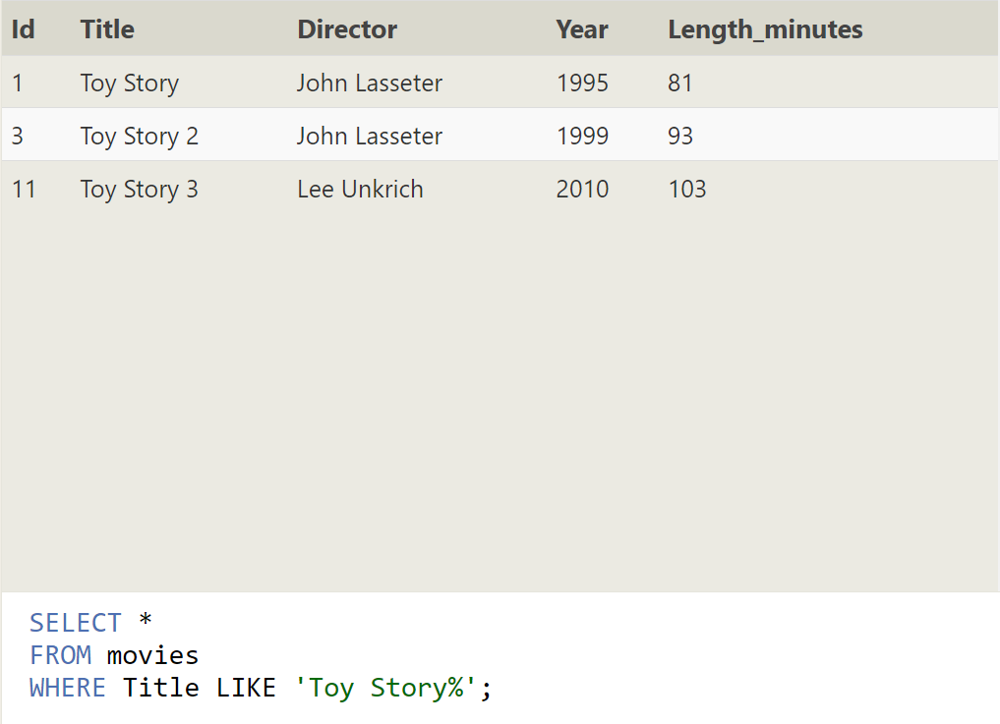 Id Title Director Year Length_minutes
1 Toy Story John Lasseter 1995 81
3 Toy Story 2 John Lasseter 1999 93
11 Toy Story 3 Lee Unkrich 2010 103
SELECT *
FROM movies
WHERE Title LIKE 'Toy Story%';